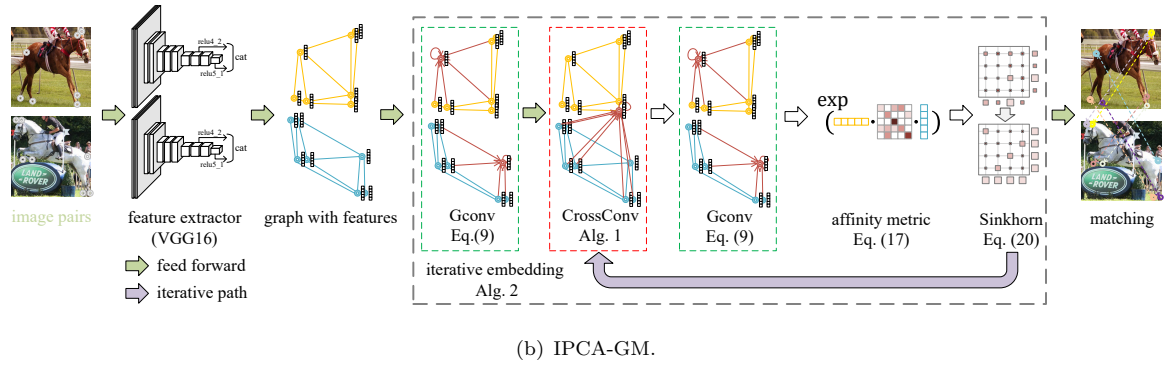 relu4_2
cat
relu5_1
relu4_2
cat
relu5_1
LAND-
ROVER
LAND-
ROVER
exp
( · · )
image pairs
feature extractor
(VGG16)
graph with features
Gconv
Eq.(9)
CrossConv
Alg. 1
Gconv
Eq. (9)
affinity metric
Eq. (17)
Sinkhorn
Eq. (20)
matching
feed forward
iterative path
iterative embedding
Alg. 2
(b) IPCA-GM.